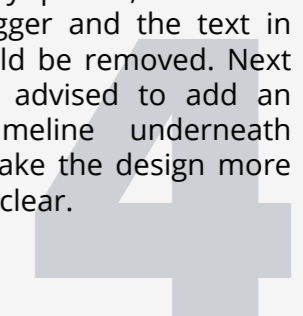 gger and the text in
ld be removed. Next
advised to add an
meline underneath
ake the design more
clear.
4